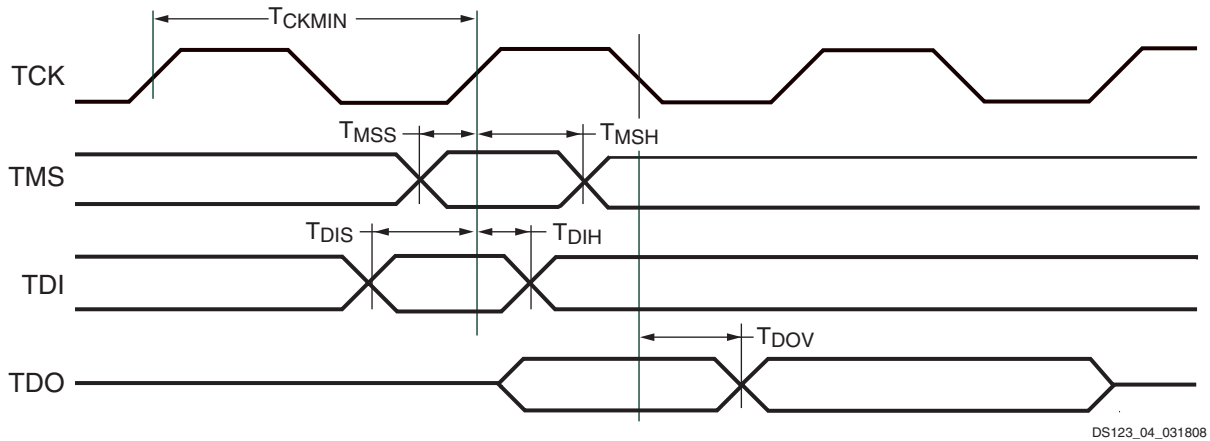 TCKMIN
TCK
TMSS TMSH
TMS
TDIS TDIH
TDI
TDOV
TDO
DS123_04_031808